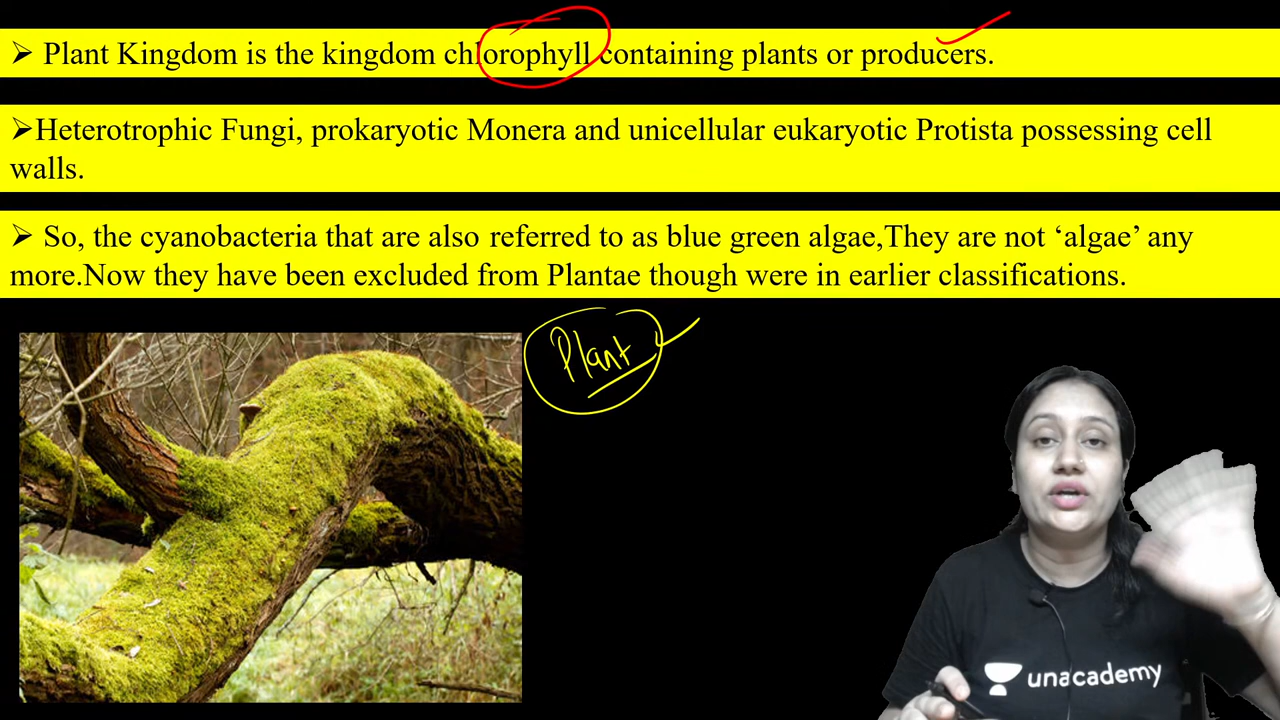 ➢ Plant Kingdom is the kingdom chlorophyll containing plants or producers.
➢Heterotrophic Fungi, prokaryotic Monera and unicellular eukaryotic Protista possessing cell
walls.
➢ So, the cyanobacteria that are also referred to as blue green algae,They are not ‘algae’ any
more.Now they have been excluded from Plantae though were in earlier classifications.
Plant
unacademy